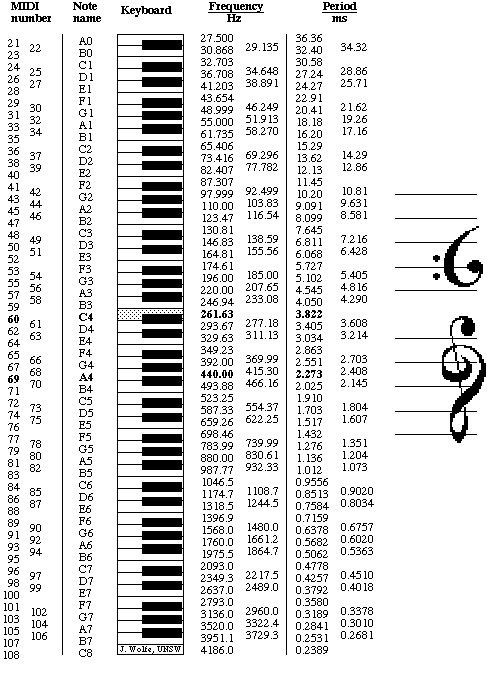 MIDI number Note name Keyboard Frequency Hz Period ms
21 A0 27.500 36.36
22 29.135 34.32
23 B0 30.868 32.40
24 C1 32.703 30.58
25 34.648 28.86
26 D1 36.708 27.24
27 38.891 25.71
28 E1 41.203 24.27
29 F1 43.654 22.91
30 46.249 21.62
31 G1 48.999 20.41
32 51.913 19.26
33 A1 55.000 18.18
34 58.270 17.16
35 B1 61.735 16.20
36 C2 65.406 15.29
37 69.296 14.29
38 D2 73.416 13.62
39 77.782 12.86
40 E2 82.407 12.13
41 F2 87.307 11.45
42 92.499 10.81
43 G2 97.999 10.20
44 103.83 9.631
45 A2 110.00 9.091
46 116.54 8.581
47 B2 123.47 8.099
48 C3 130.81 7.645
49 138.59 7.216
50 D3 146.83 6.811
51 155.56 6.428
52 E3 164.81 6.068
53 F3 174.61 5.727
54 185.00 5.405
55 G3 196.00 5.102
56 207.65 4.816
57 A3 220.00 4.545
58 233.08 4.290
59 B3 246.94 4.050
60 C4 261.63 3.822
61 277.18 3.608
62 D4 293.67 3.405
63 311.13 3.214
64 E4 329.63 3.034
65 F4 349.23 2.863
66 369.99 2.703
67 G4 392.00 2.551
68 415.30 2.408
69 A4 440.00 2.273
70 466.16 2.145
71 B4 493.88 2.025
72 C5 523.25 1.910
73 554.37 1.804
74 D5 587.33 1.703
75 622.25 1.607
76 E5 659.26 1.517
77 F5 698.46 1.432
78 739.99 1.351
79 G5 783.99 1.276
80 830.61 1.204
81 A5 880.00 1.136
82 932.33 1.073
83 B5 987.77 1.012
84 C6 1046.5 0.9556
85 1108.7 0.9020
86 D6 1174.7 0.8513
87 1244.5 0.8034
88 E6 1318.5 0.7584
89 F6 1396.9 0.7159
90 1480.0 0.6757
91 G6 1568.0 0.6378
92 1661.2 0.6020
93 A6 1760.0 0.5682
94 1864.7 0.5363
95 B6 1975.5 0.5062
96 C7 2093.0 0.4778
97 2217.5 0.4510
98 D7 2349.3 0.4257
99 2489.0 0.4018
100 E7 2637.0 0.3792
101 F7 2793.0 0.3580
102 2960.0 0.3378
103 G7 3136.0 0.3189
104 3322.4 0.3010
105 A7 3520.0 0.2841
106 3729.3 0.2681
107 B7 3951.1 0.2531
108 C8 J. Wolfe, UNSW 4186.0 0.2389